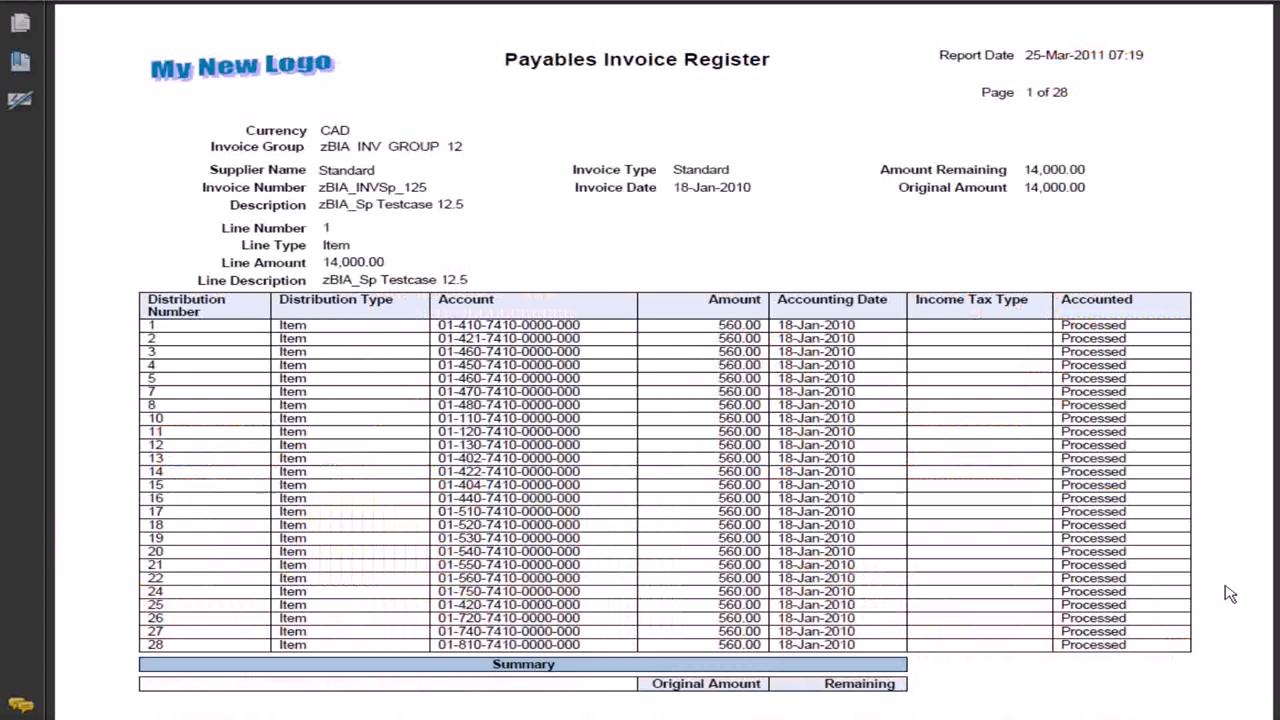 My New Logo
Payables Invoice Register
Report Date 25-Mar-2011 07:19
Page 1 of 28
Currency CAD
Invoice Group zBIA INV GROUP 12
Supplier Name Standard Invoice Type Standard Amount Remaining 14,000.00
Invoice Number zBIA_INVSp_125 Invoice Date 18-Jan-2010 Original Amount 14,000.00
Description zBIA_Sp Testcase 12.5
Line Number 1
Line Type Item
Line Amount 14,000.00
Line Description zBIA_Sp Testcase 12.5
Distribution Number Distribution Type Account Amount Accounting Date Income Tax Type Accounted
1 Item 01-410-7410-0000-000 560.00 18-Jan-2010 Processed
2 Item 01-421-7410-0000-000 560.00 18-Jan-2010 Processed
3 Item 01-460-7410-0000-000 560.00 18-Jan-2010 Processed
4 Item 01-450-7410-0000-000 560.00 18-Jan-2010 Processed
5 Item 01-460-7410-0000-000 560.00 18-Jan-2010 Processed
7 Item 01-470-7410-0000-000 560.00 18-Jan-2010 Processed
8 Item 01-480-7410-0000-000 560.00 18-Jan-2010 Processed
10 Item 01-110-7410-0000-000 560.00 18-Jan-2010 Processed
11 Item 01-120-7410-0000-000 560.00 18-Jan-2010 Processed
12 Item 01-130-7410-0000-000 560.00 18-Jan-2010 Processed
13 Item 01-402-7410-0000-000 560.00 18-Jan-2010 Processed
14 Item 01-422-7410-0000-000 560.00 18-Jan-2010 Processed
15 Item 01-404-7410-0000-000 560.00 18-Jan-2010 Processed
16 Item 01-440-7410-0000-000 560.00 18-Jan-2010 Processed
17 Item 01-510-7410-0000-000 560.00 18-Jan-2010 Processed
18 Item 01-520-7410-0000-000 560.00 18-Jan-2010 Processed
19 Item 01-530-7410-0000-000 560.00 18-Jan-2010 Processed
20 Item 01-540-7410-0000-000 560.00 18-Jan-2010 Processed
21 Item 01-550-7410-0000-000 560.00 18-Jan-2010 Processed
22 Item 01-560-7410-0000-000 560.00 18-Jan-2010 Processed
24 Item 01-750-7410-0000-000 560.00 18-Jan-2010 Processed
25 Item 01-420-7410-0000-000 560.00 18-Jan-2010 Processed
26 Item 01-720-7410-0000-000 560.00 18-Jan-2010 Processed
27 Item 01-740-7410-0000-000 560.00 18-Jan-2010 Processed
28 Item 01-810-7410-0000-000 560.00 18-Jan-2010 Processed
Summary
Original Amount Remaining